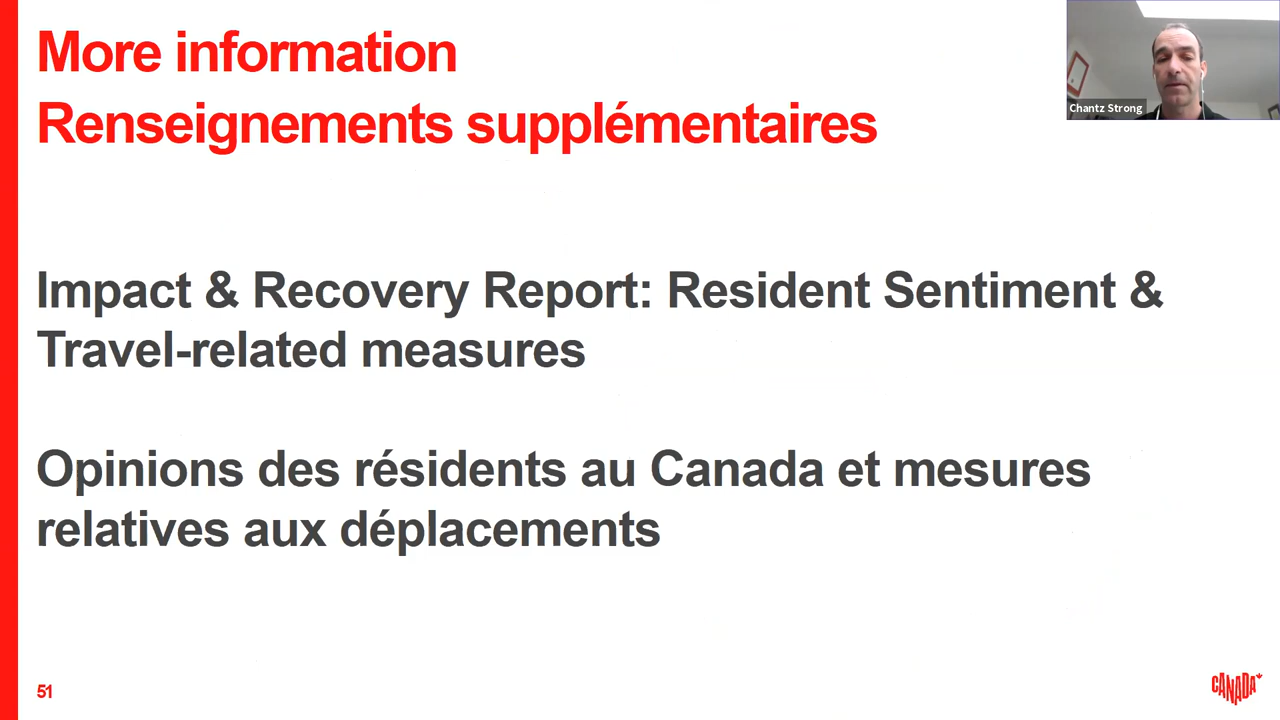 More information
Renseignements supplémentaires
Chantz Strong
Impact & Recovery Report: Resident Sentiment &
Travel-related measures
Opinions des résidents au Canada et mesures
relatives aux déplacements
51
CANADA